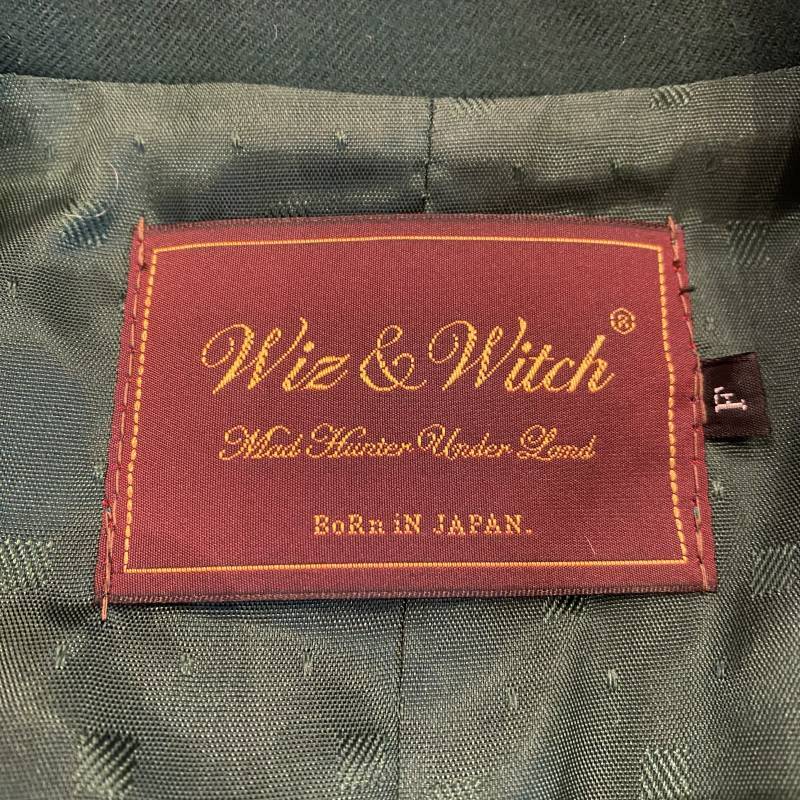 Wiz & Witch®
Mad Hunter Under Land
BoRn iN JAPAN.
F